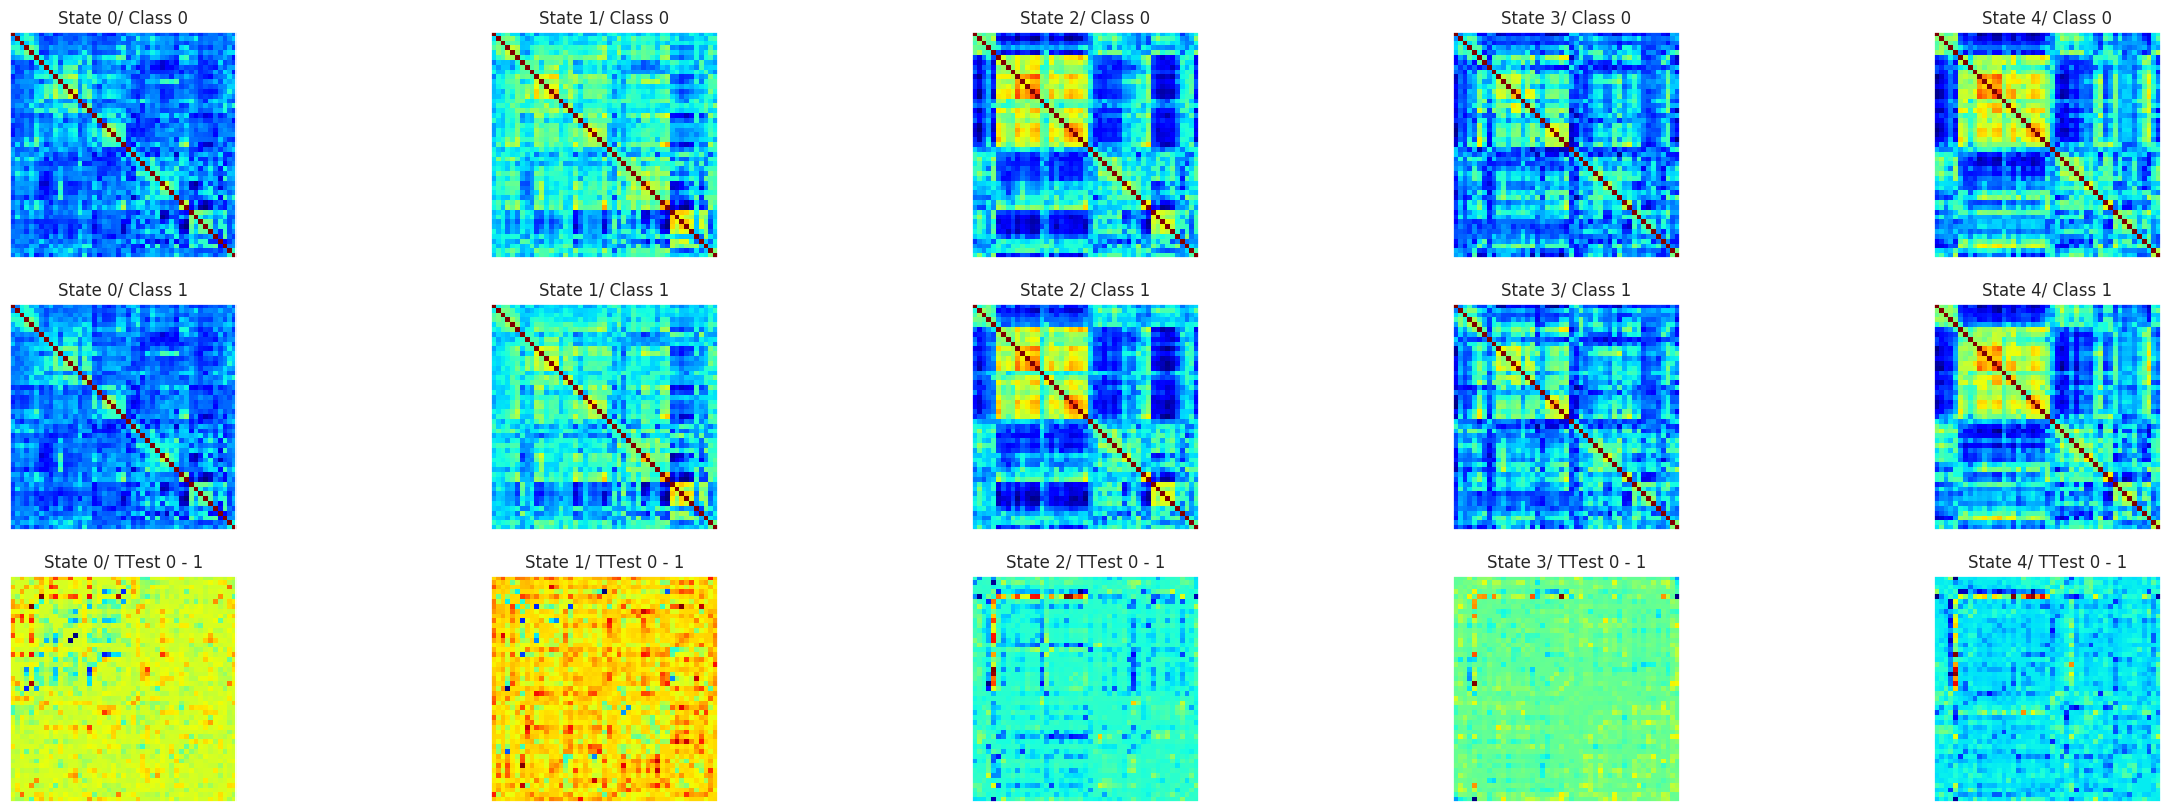 State 0/ Class 0
State 1/ Class 0
State 2/ Class 0
State 3/ Class 0
State 4/ Class 0
State 0/ Class 1
State 1/ Class 1
State 2/ Class 1
State 3/ Class 1
State 4/ Class 1
State 0/ TTest 0 - 1
State 1/ TTest 0 - 1
State 2/ TTest 0 - 1
State 3/ TTest 0 - 1
State 4/ TTest 0 - 1